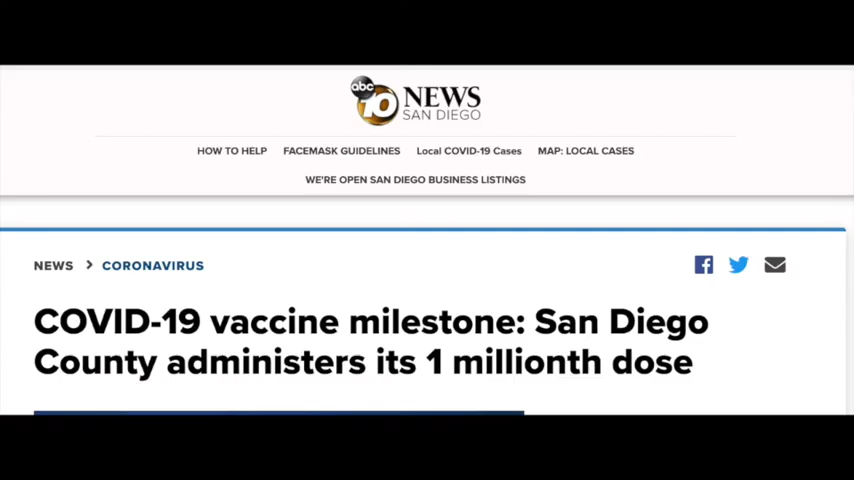 abc 10 NEWS
SAN DIEGO
HOW TO HELP FACEMASK GUIDELINES Local COVID-19 Cases MAP: LOCAL CASES
WE'RE OPEN SAN DIEGO BUSINESS LISTINGS
NEWS > CORONAVIRUS
COVID-19 vaccine milestone: San Diego
County administers its 1 millionth dose